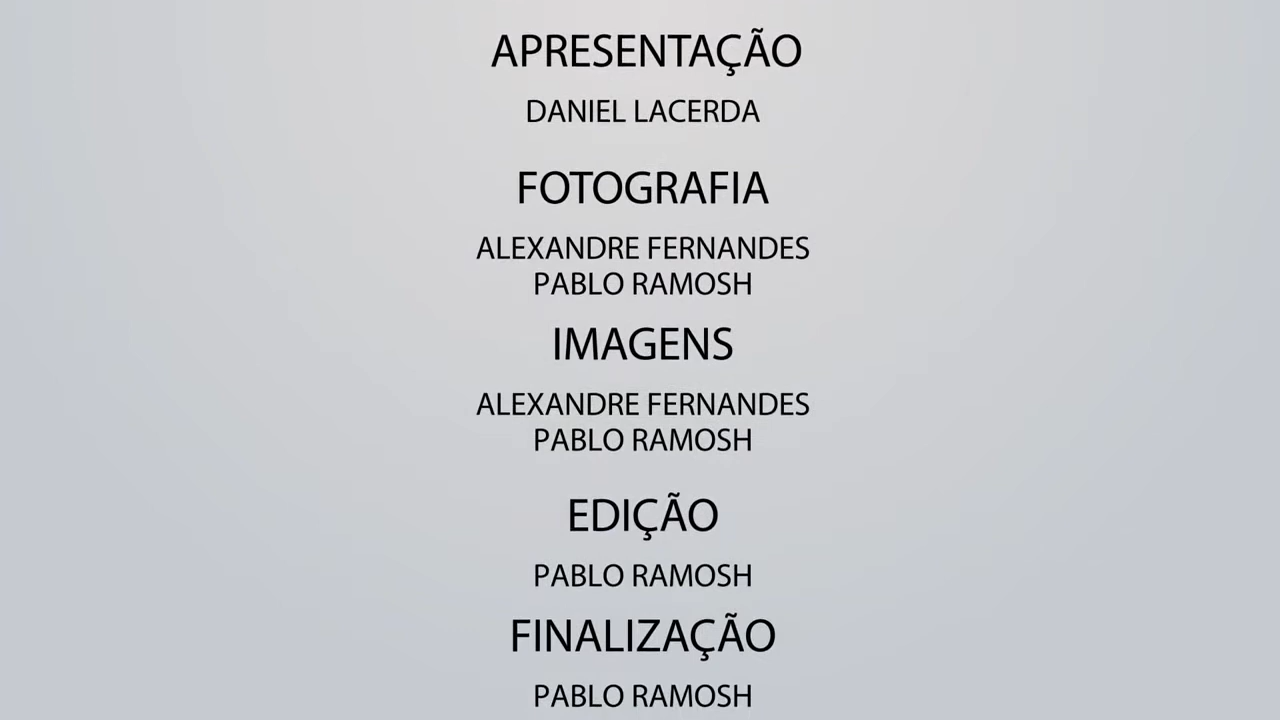 APRESENTAÇÃO
DANIEL LACERDA
FOTOGRAFIA
ALEXANDRE FERNANDES
PABLO RAMOSH
IMAGENS
ALEXANDRE FERNANDES
PABLO RAMOSH
EDIÇÃO
PABLO RAMOSH
FINALIZAÇÃO
PABLO RAMOSH